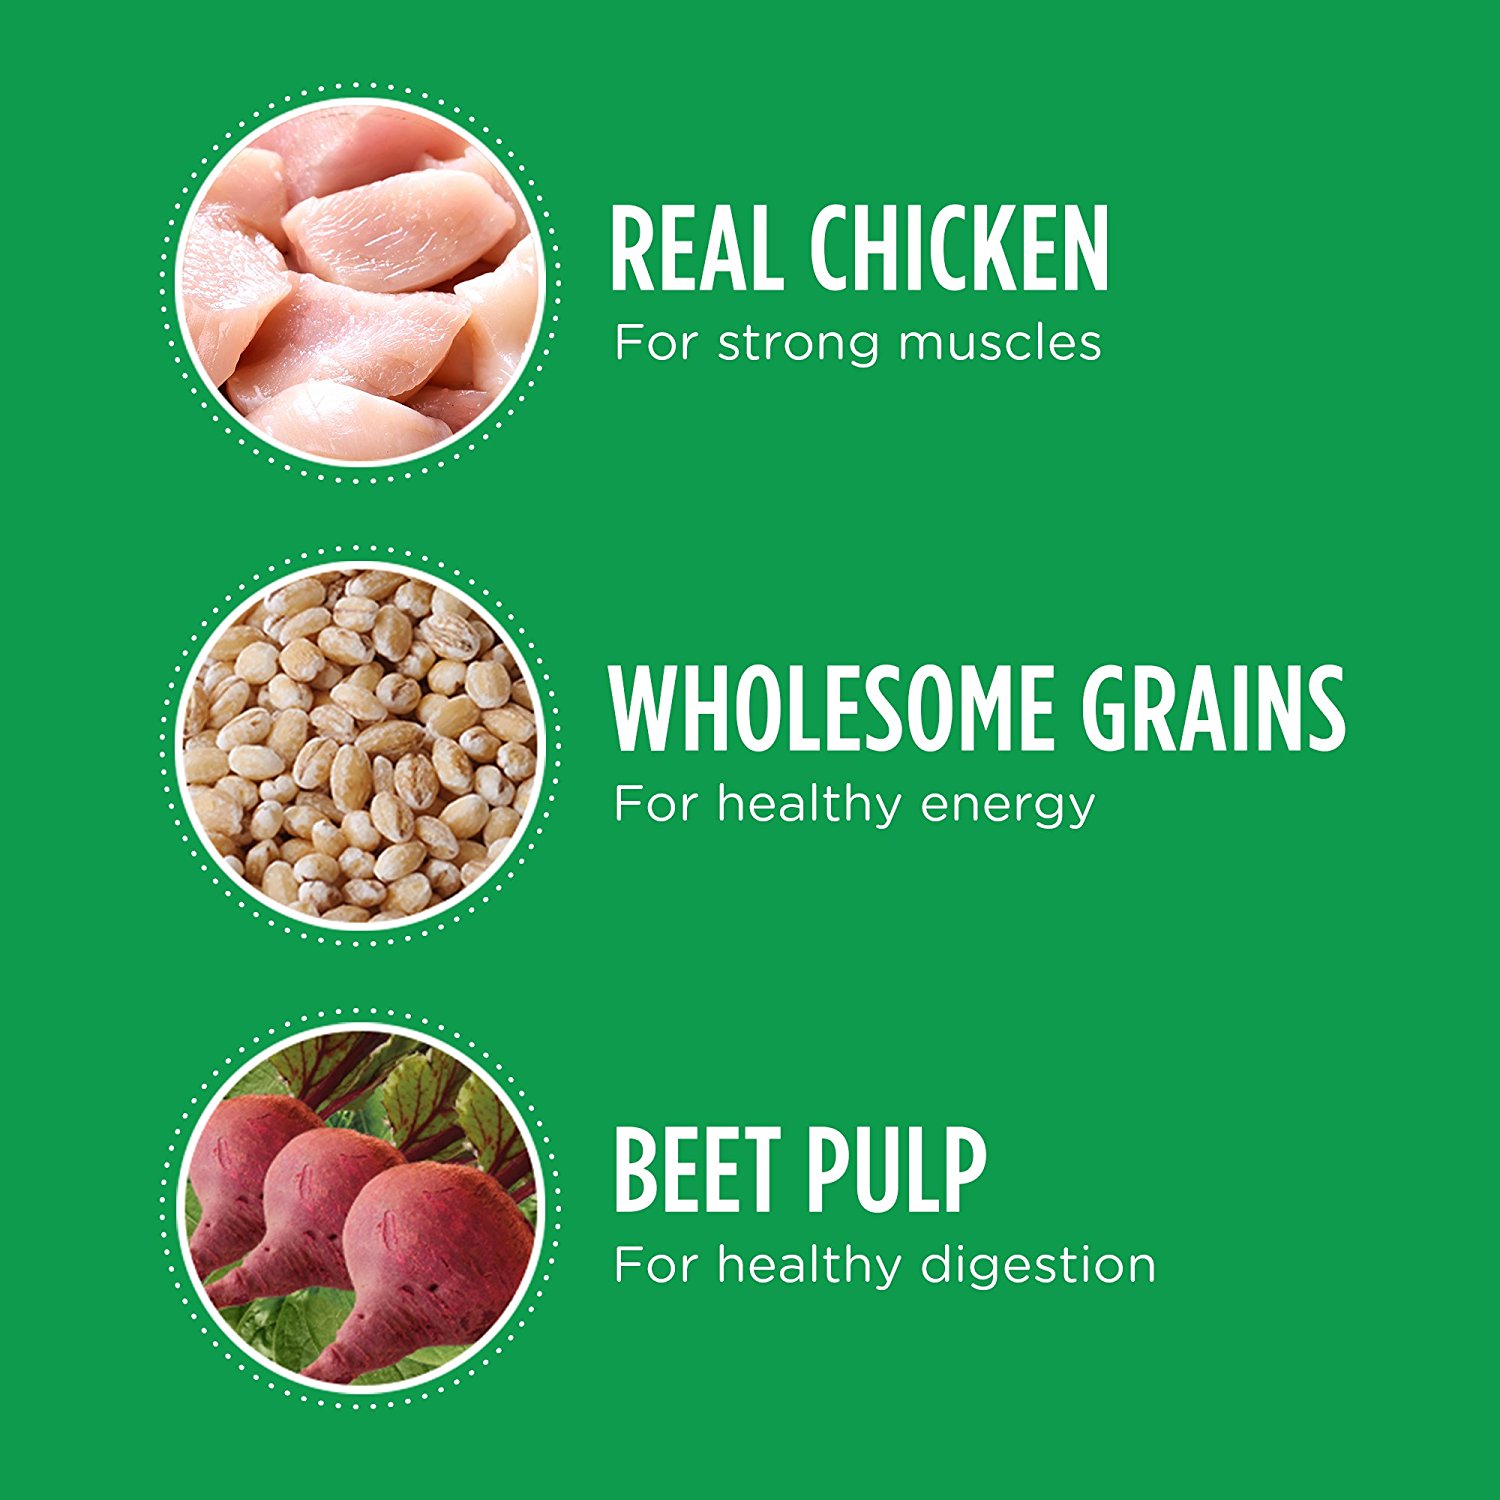 REAL CHICKEN
For strong muscles
WHOLESOME GRAINS
For healthy energy
BEET PULP
For healthy digestion